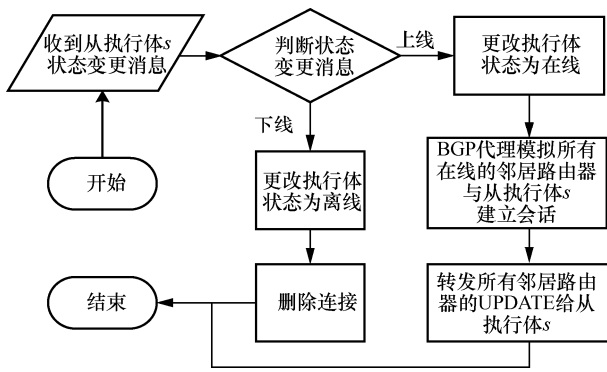 收到从执行体s
状态变更消息
判断状态
变更消息
上线
更改执行体
状态为在线
下线
开始
更改执行体
状态为离线
BGP代理模拟所有
在线的邻居路由器
与从执行体s
建立会话
结束
删除连接
转发所有邻居路由
器的UPDATE给从
执行体s